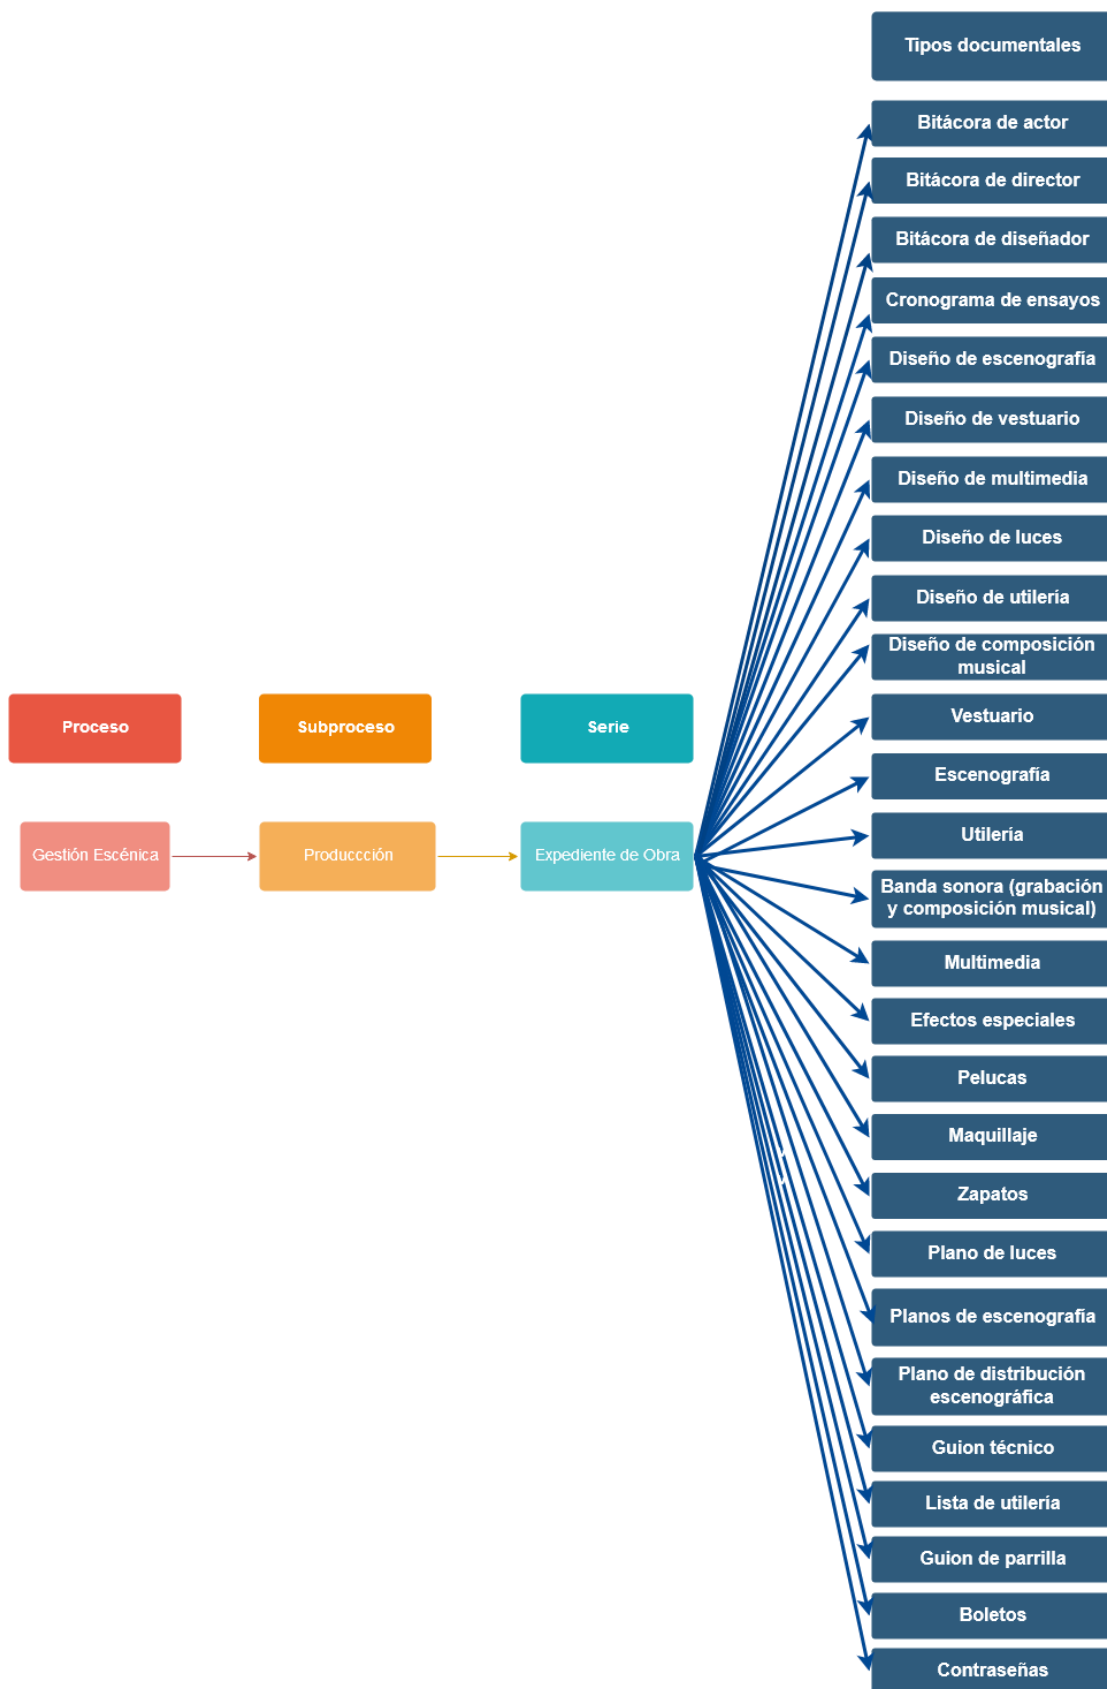 Tipos documentales
Bitácora de actor
Bitácora de director
Bitácora de diseñador
Cronograma de ensayos
Diseño de escenografía
Diseño de vestuario
Diseño de multimedia
Diseño de luces
Diseño de utilería
Diseño de composición
musical
Proceso
Subproceso
Serie
Vestuario
Escenografía
Utilería
Gestión Escénica
Produccción
Expediente de Obra
Banda sonora (grabación
y composición musical)
Multimedia
Efectos especiales
Pelucas
Maquillaje
Zapatos
Plano de luces
Planos de escenografía
Plano de distribución
escenográfica
Guion técnico
Lista de utilería
Guion de parrilla
Boletos
Contraseñas